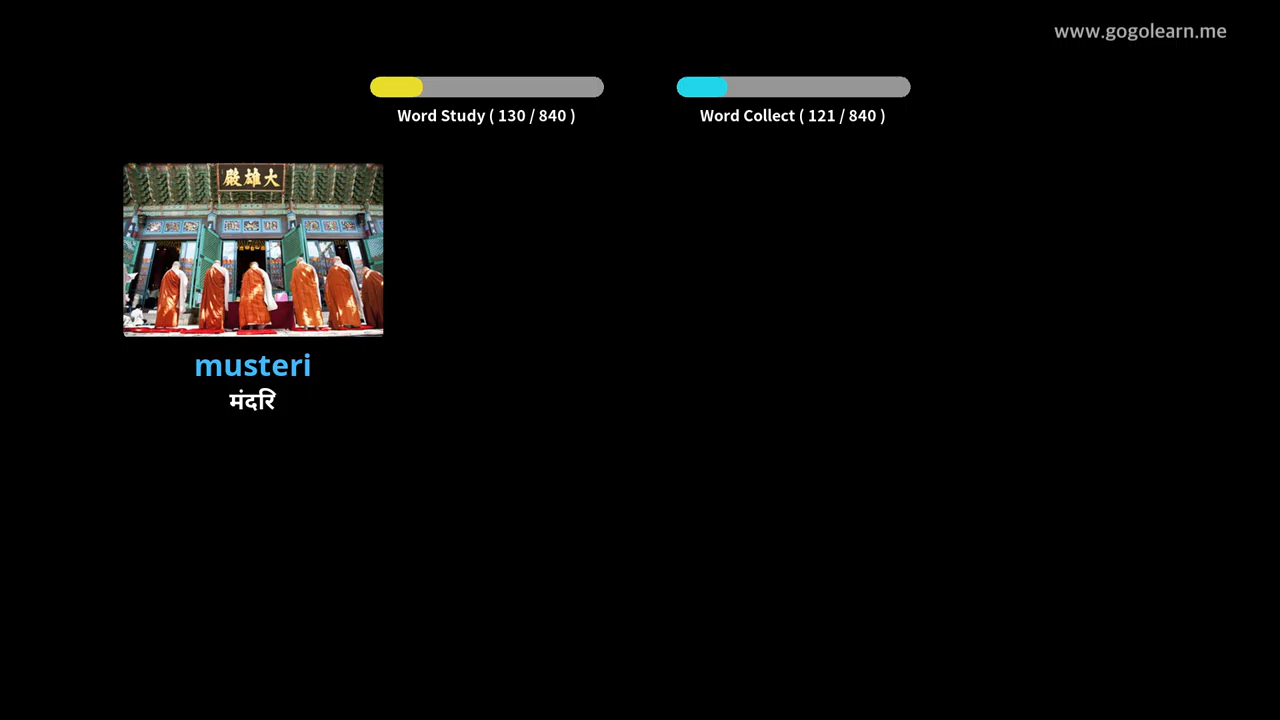 www.gogolearn.me
Word Study ( 130 / 840 )
Word Collect ( 121 / 840 )
殿雄大
musteri
मंदरि